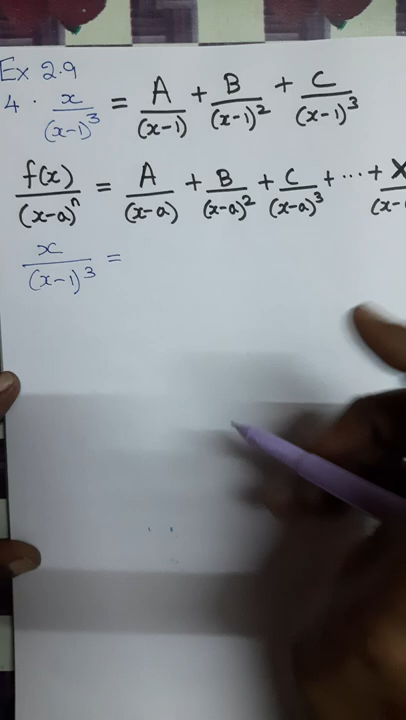 Ex 2.9
4. x/(x-1)³ = A/(x-1) + B/(x-1)² + C/(x-1)³
f(x)/(x-a)ⁿ = A/(x-a) + B/(x-a)² + C/(x-a)³ + ··· + X/(x-
x/(x-1)³ =